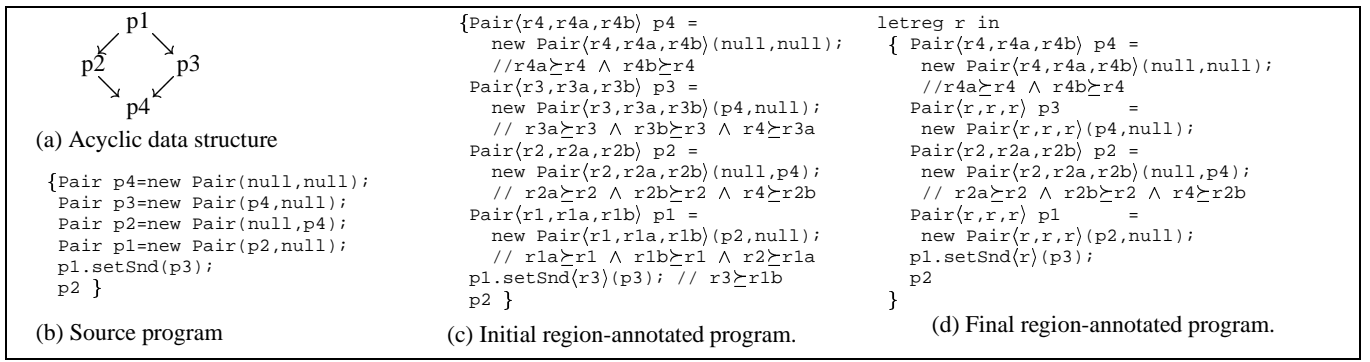 p1
p2
p3
p4
(a) Acyclic data structure
{Pair p4=new Pair(null,null);
Pair p3=new Pair(p4,null);
Pair p2=new Pair(null,p4);
Pair p1=new Pair(p2,null);
p1.setSnd(p3);
p2 }
(b) Source program
{Pair⟨r4,r4a,r4b⟩ p4 =
new Pair⟨r4,r4a,r4b⟩(null,null);
//r4a⪰r4 ∧ r4b⪰r4
Pair⟨r3,r3a,r3b⟩ p3 =
new Pair⟨r3,r3a,r3b⟩(p4,null);
// r3a⪰r3 ∧ r3b⪰r3 ∧ r4⪰r3a
Pair⟨r2,r2a,r2b⟩ p2 =
new Pair⟨r2,r2a,r2b⟩(null,p4);
// r2a⪰r2 ∧ r2b⪰r2 ∧ r4⪰r2b
Pair⟨r1,r1a,r1b⟩ p1 =
new Pair⟨r1,r1a,r1b⟩(p2,null);
// r1a⪰r1 ∧ r1b⪰r1 ∧ r2⪰r1a
p1.setSnd⟨r3⟩(p3); // r3⪰r1b
p2 }
(c) Initial region-annotated program.
letreg r in
{ Pair⟨r4,r4a,r4b⟩ p4 =
new Pair⟨r4,r4a,r4b⟩(null,null);
//r4a⪰r4 ∧ r4b⪰r4
Pair⟨r,r,r⟩ p3 =
new Pair⟨r,r,r⟩(p4,null);
Pair⟨r2,r2a,r2b⟩ p2 =
new Pair⟨r2,r2a,r2b⟩(null,p4);
// r2a⪰r2 ∧ r2b⪰r2 ∧ r4⪰r2b
Pair⟨r,r,r⟩ p1 =
new Pair⟨r,r,r⟩(p2,null);
p1.setSnd⟨r⟩(p3);
p2
}
(d) Final region-annotated program.